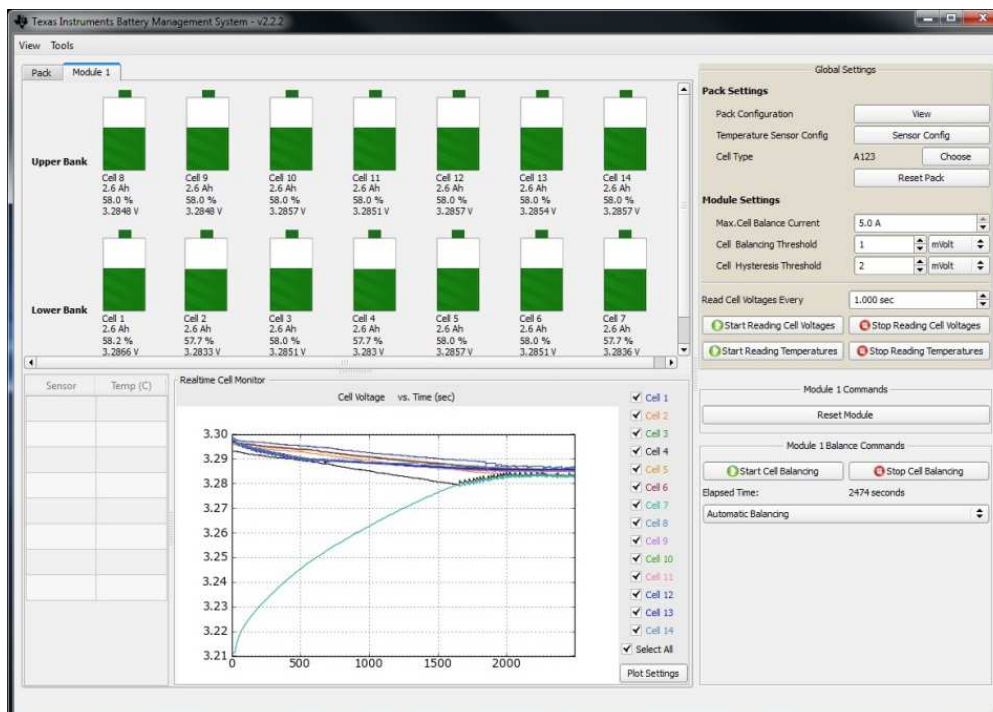 Texas Instruments Battery Management System - v2.2.2
View Tools
Pack Module 1
Upper Bank
Cell 8 Cell 9 Cell 10 Cell 11 Cell 12 Cell 13 Cell 14
2.6 Ah 2.6 Ah 2.6 Ah 2.6 Ah 2.6 Ah 2.6 Ah 2.6 Ah
58.0 % 58.0 % 58.0 % 58.0 % 58.0 % 58.0 % 58.0 %
3.2848 V 3.2848 V 3.2857 V 3.2851 V 3.2857 V 3.2854 V 3.2857 V
Lower Bank
Cell 1 Cell 2 Cell 3 Cell 4 Cell 5 Cell 6 Cell 7
2.6 Ah 2.6 Ah 2.6 Ah 2.6 Ah 2.6 Ah 2.6 Ah 2.6 Ah
58.2 % 57.7 % 58.0 % 57.7 % 58.0 % 58.0 % 57.7 %
3.2866 V 3.2833 V 3.2851 V 3.283 V 3.2857 V 3.2851 V 3.2836 V
Sensor Temp (C)
Realtime Cell Monitor
Cell Voltage vs. Time (sec)
3.30
3.29
3.28
3.27
3.26
3.25
3.24
3.23
3.22
3.21
0 500 1000 1500 2000
Cell 1
Cell 2
Cell 3
Cell 4
Cell 5
Cell 6
Cell 7
Cell 8
Cell 9
Cell 10
Cell 11
Cell 12
Cell 13
Cell 14
Select All
Plot Settings
Global Settings
Pack Settings
Pack Configuration View
Temperature Sensor Config Sensor Config
Cell Type A123 Choose
Reset Pack
Module Settings
Max.Cell Balance Current 5.0 A
Cell Balancing Threshold 1 mVolt
Cell Hysteresis Threshold 2 mVolt
Read Cell Voltages Every 1.000 sec
Start Reading Cell Voltages Stop Reading Cell Voltages
Start Reading Temperatures Stop Reading Temperatures
Module 1 Commands
Reset Module
Module 1 Balance Commands
Start Cell Balancing Stop Cell Balancing
Elapsed Time: 2474 seconds
Automatic Balancing